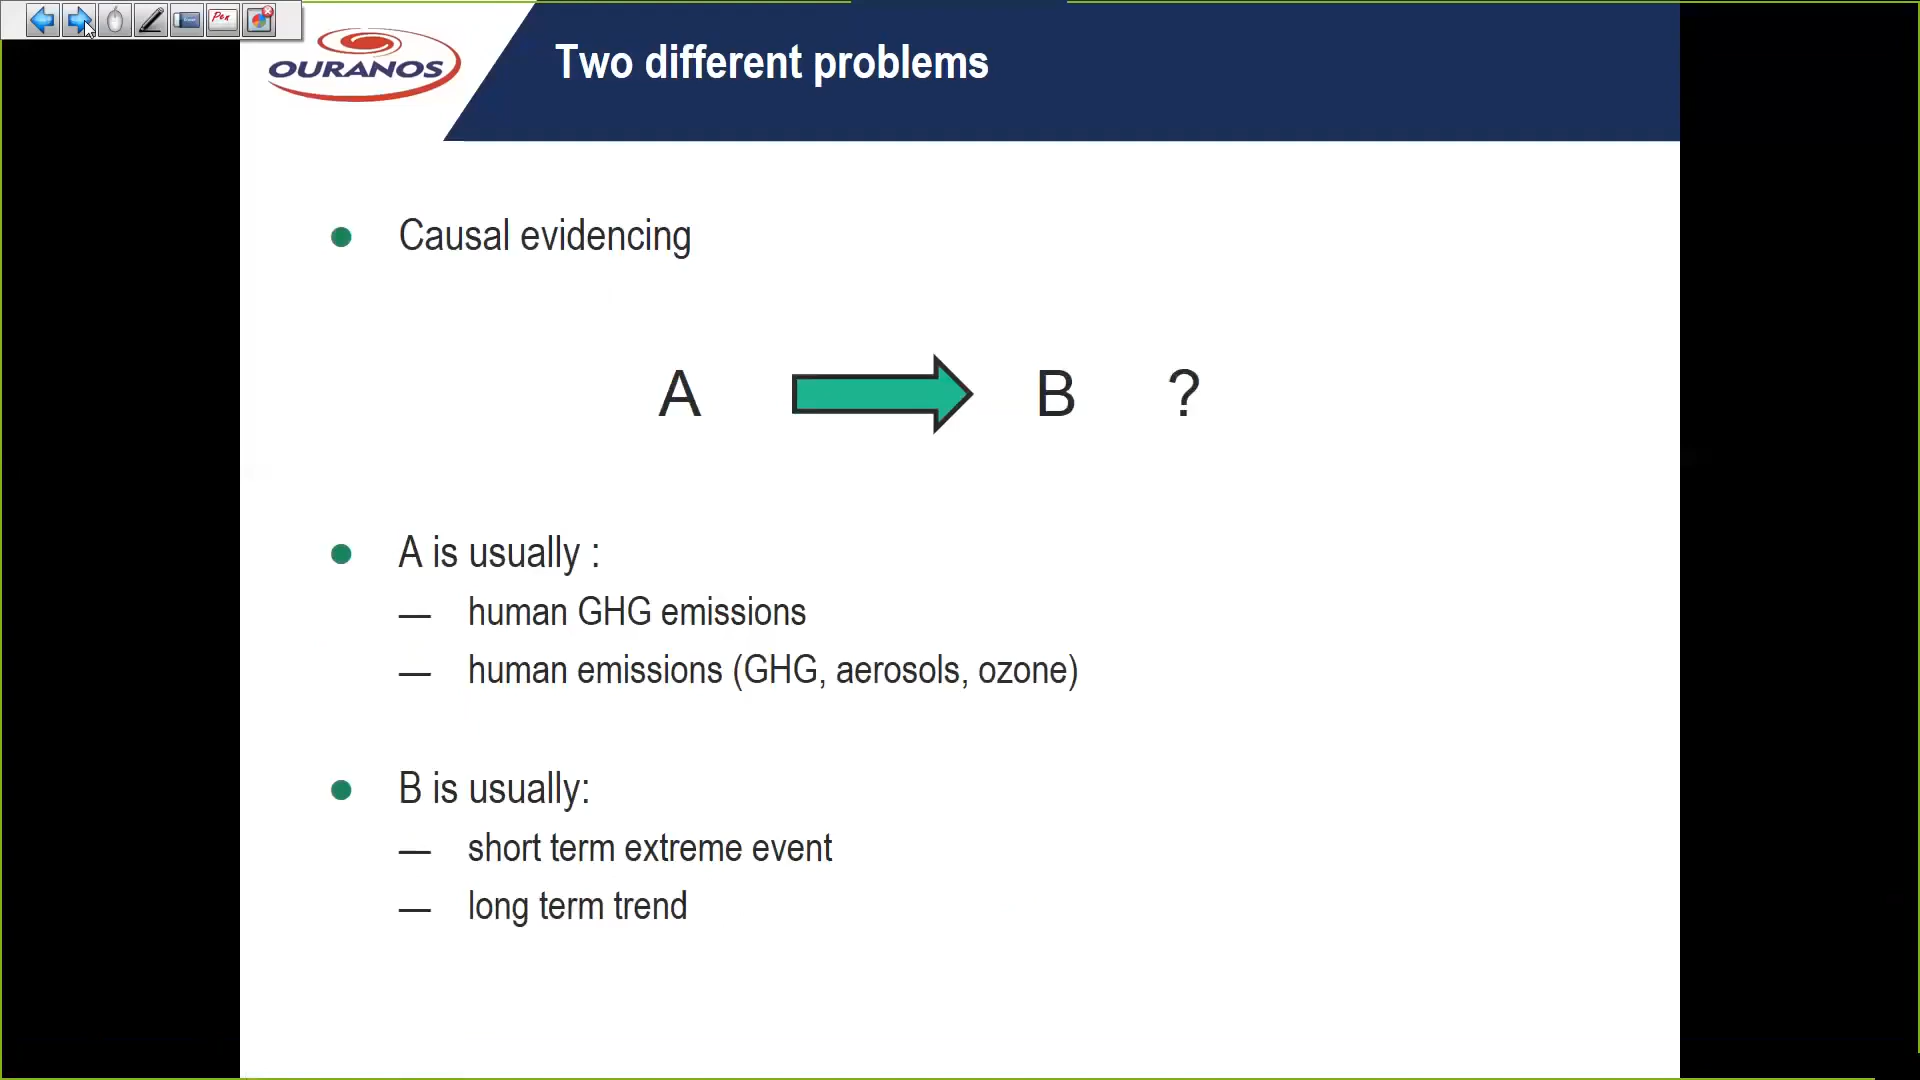 Pen
OURANOS
Two different problems
Causal evidencing
A B ?
A is usually :
— human GHG emissions
— human emissions (GHG, aerosols, ozone)
B is usually:
— short term extreme event
— long term trend